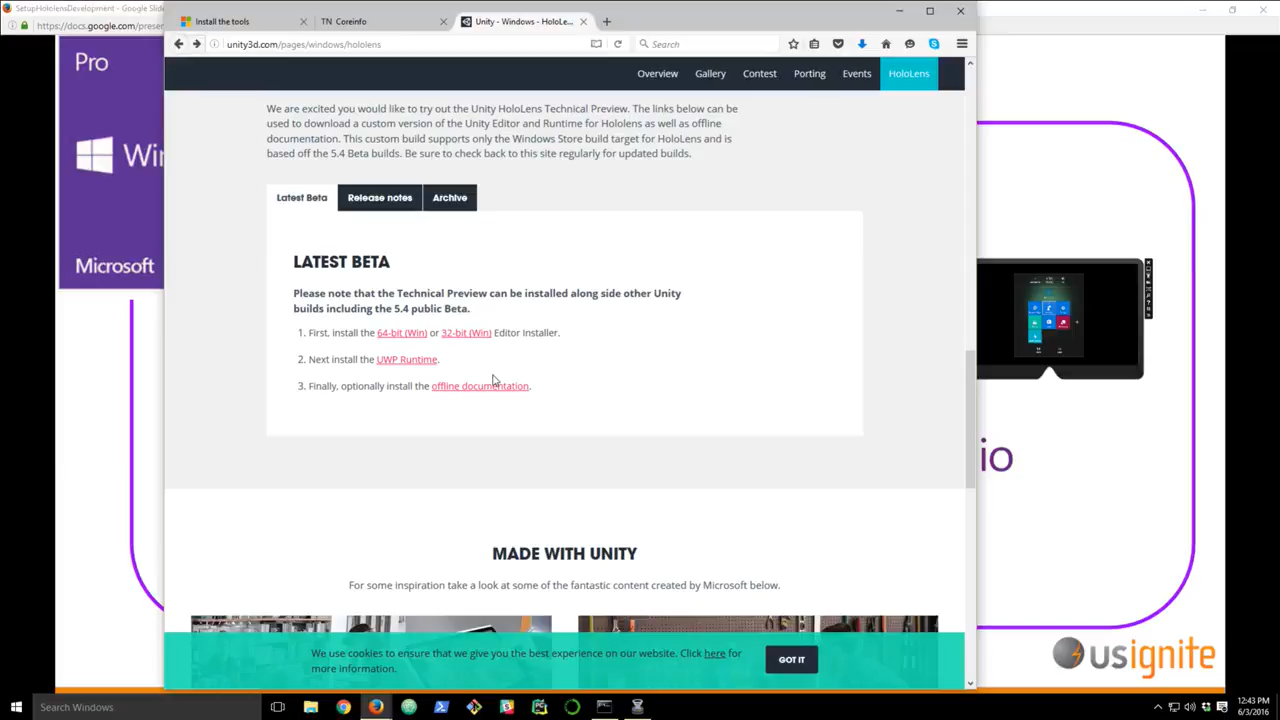 SetupHololensDevelopment - Google Slide
https://docs.google.com/preser
Install the tools
TN Coreinfo
Unity - Windows - HoloLe...
unity3d.com/pages/windows/hololens
Search
Overview
Gallery
Contest
Porting
Events
HoloLens
Pro
Win
Microsoft
We are excited you would like to try out the Unity HoloLens Technical Preview. The links below can be
used to download a custom version of the Unity Editor and Runtime for Hololens as well as offline
documentation. This custom build supports only the Windows Store build target for HoloLens and is
based off the 5.4 Beta builds. Be sure to check back to this site regularly for updated builds.
Latest Beta
Release notes
Archive
LATEST BETA
Please note that the Technical Preview can be installed along side other Unity
builds including the 5.4 public Beta.
1. First, install the 64-bit (Win) or 32-bit (Win) Editor Installer.
2. Next install the UWP Runtime.
3. Finally, optionally install the offline documentation.
io
MADE WITH UNITY
For some inspiration take a look at some of the fantastic content created by Microsoft below.
We use cookies to ensure that we give you the best experience on our website. Click here for
more information.
GOT IT
usignite
Search Windows
12:43 PM
6/3/2016